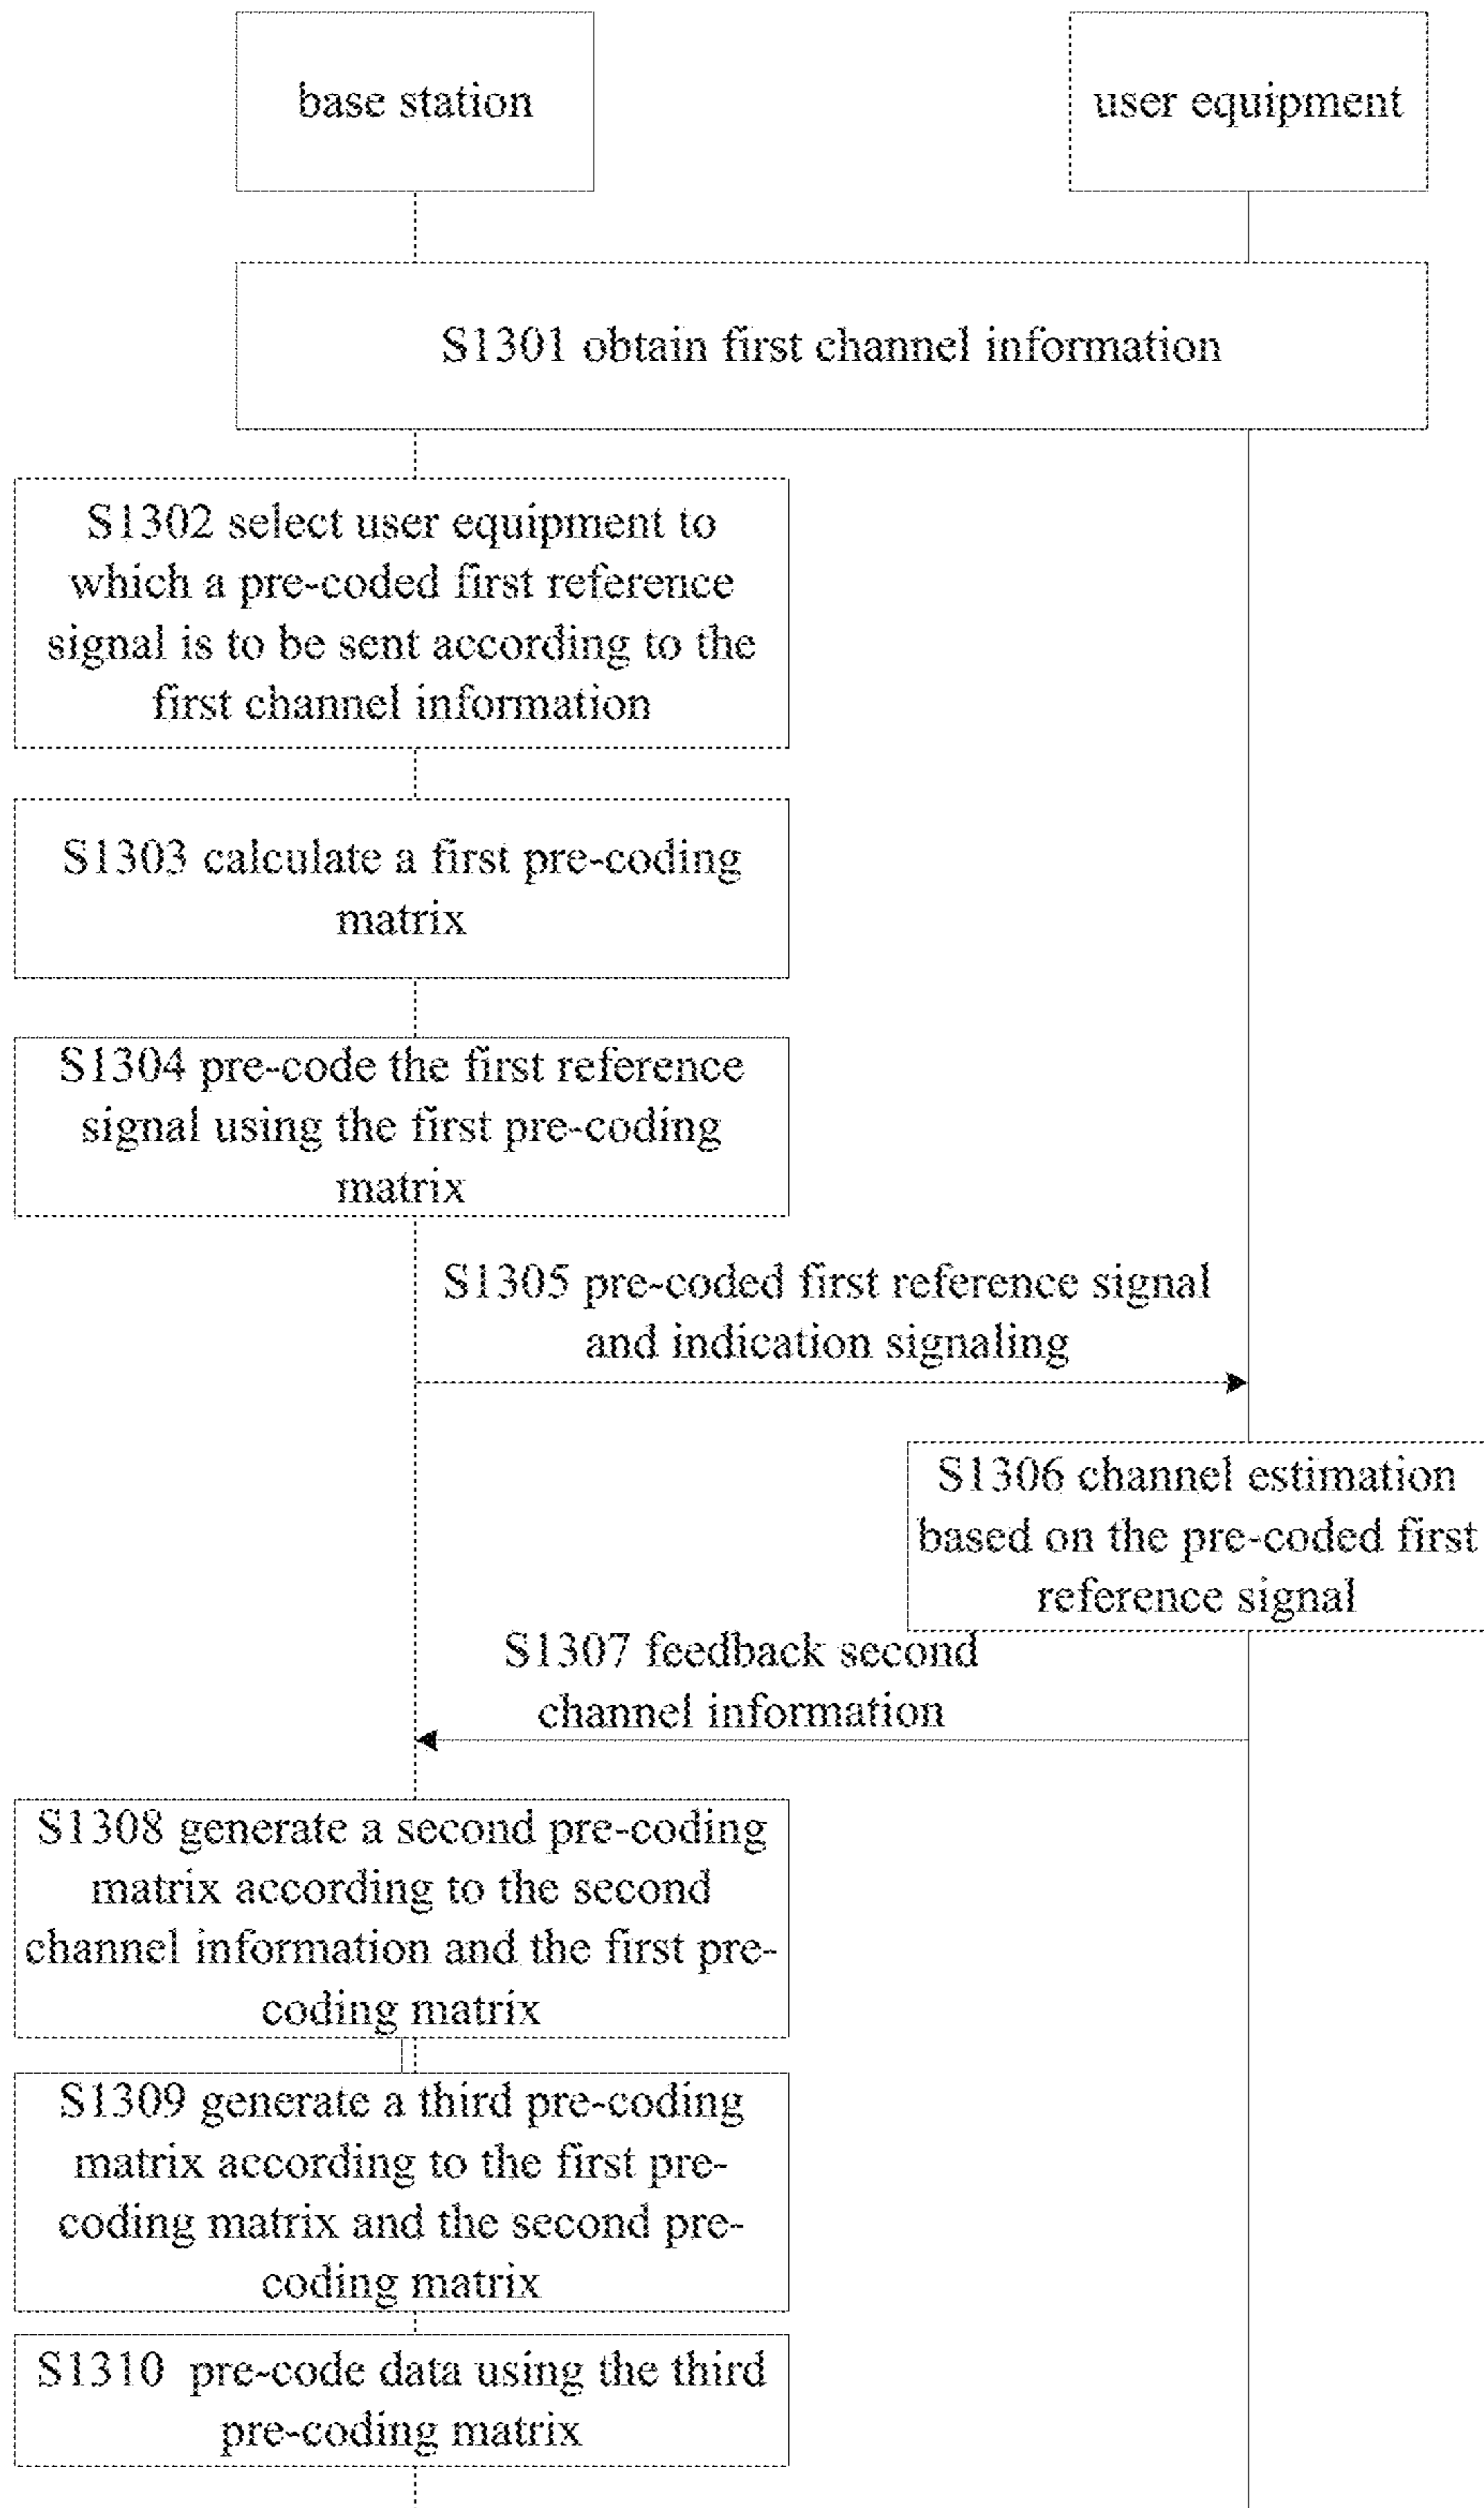 base station
user equipment
S1301 obtain first channel information
S1302 select user equipment to
which a pre-coded first reference
signal is to be sent according to the
first channel information
S1303 calculate a first pre-coding
matrix
S1304 pre-code the first reference
signal using the first pre-coding
matrix
S1305 pre-coded first reference signal
and indication signaling
S1306 channel estimation
based on the pre-coded first
reference signal
S1307 feedback second
channel information
S1308 generate a second pre-coding
matrix according to the second
channel information and the first pre-
coding matrix
S1309 generate a third pre-coding
matrix according to the first pre-
coding matrix and the second pre-
coding matrix
S1310 pre-code data using the third
pre-coding matrix